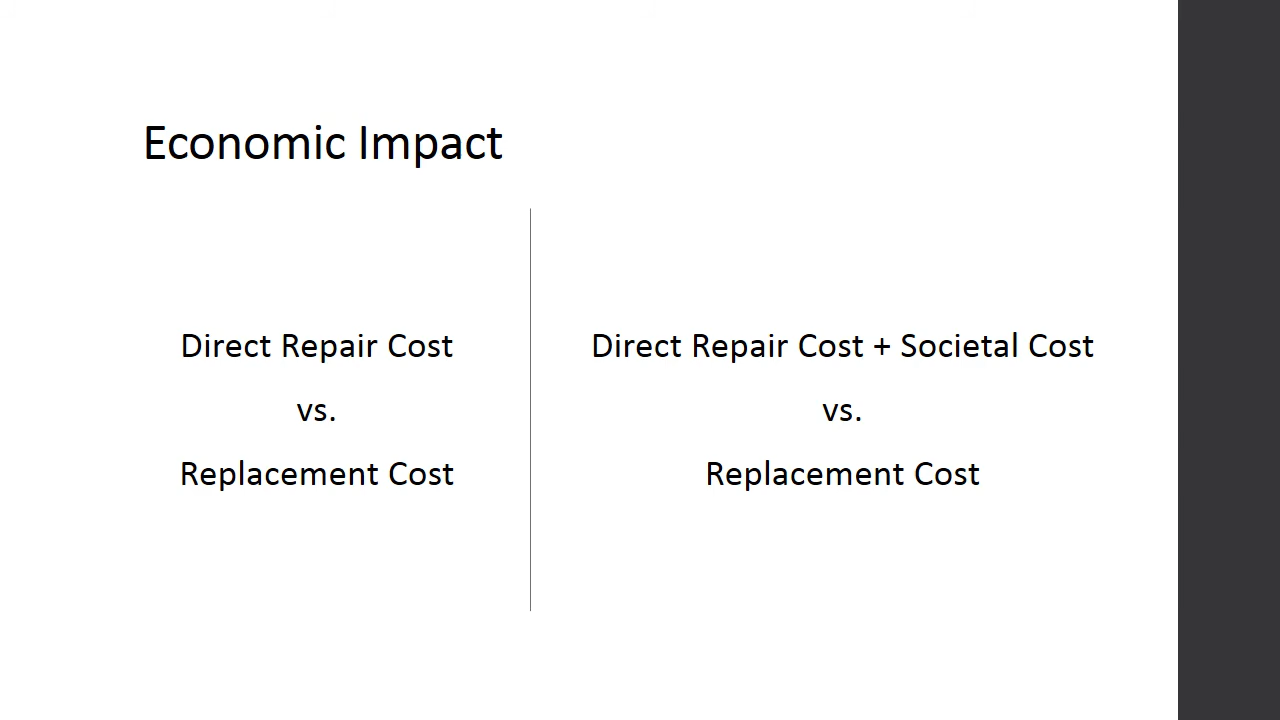 Economic Impact
Direct Repair Cost
vs.
Replacement Cost
Direct Repair Cost + Societal Cost
vs.
Replacement Cost